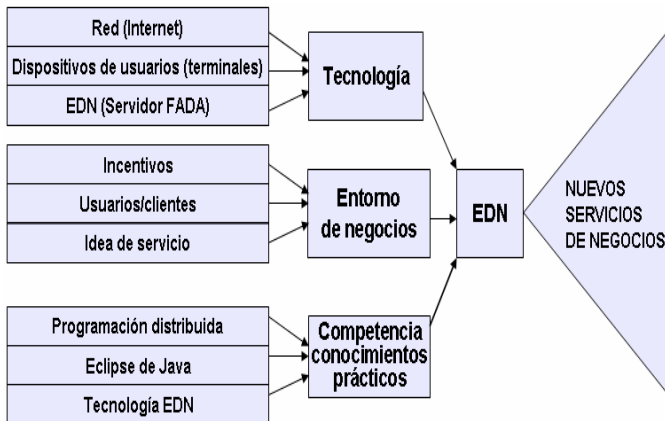 Red (Internet)
Dispositivos de usuarios (terminales)
EDN (Servidor FADA)
Tecnología
Incentivos
Usuarios/clientes
Idea de servicio
Entorno
de negocios
Programación distribuida
Eclipse de Java
Tecnología EDN
Competencia
conocimientos
prácticos
EDN
NUEVOS
SERVICIOS
DE NEGOCIOS